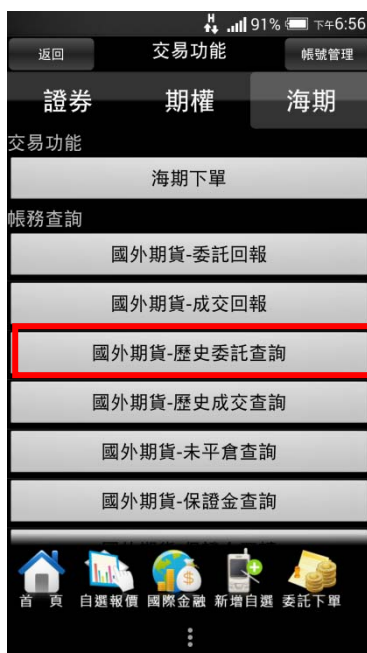 H 91% 下午6:56
返回 交易功能 帳號管理
證券 期權 海期
交易功能
海期下單
帳務查詢
國外期貨-委託回報
國外期貨-成交回報
國外期貨-歷史委託查詢
國外期貨-歷史成交查詢
國外期貨-未平倉查詢
國外期貨-保證金查詢
首 頁 自選報價 國際金融 新增自選 委託下單